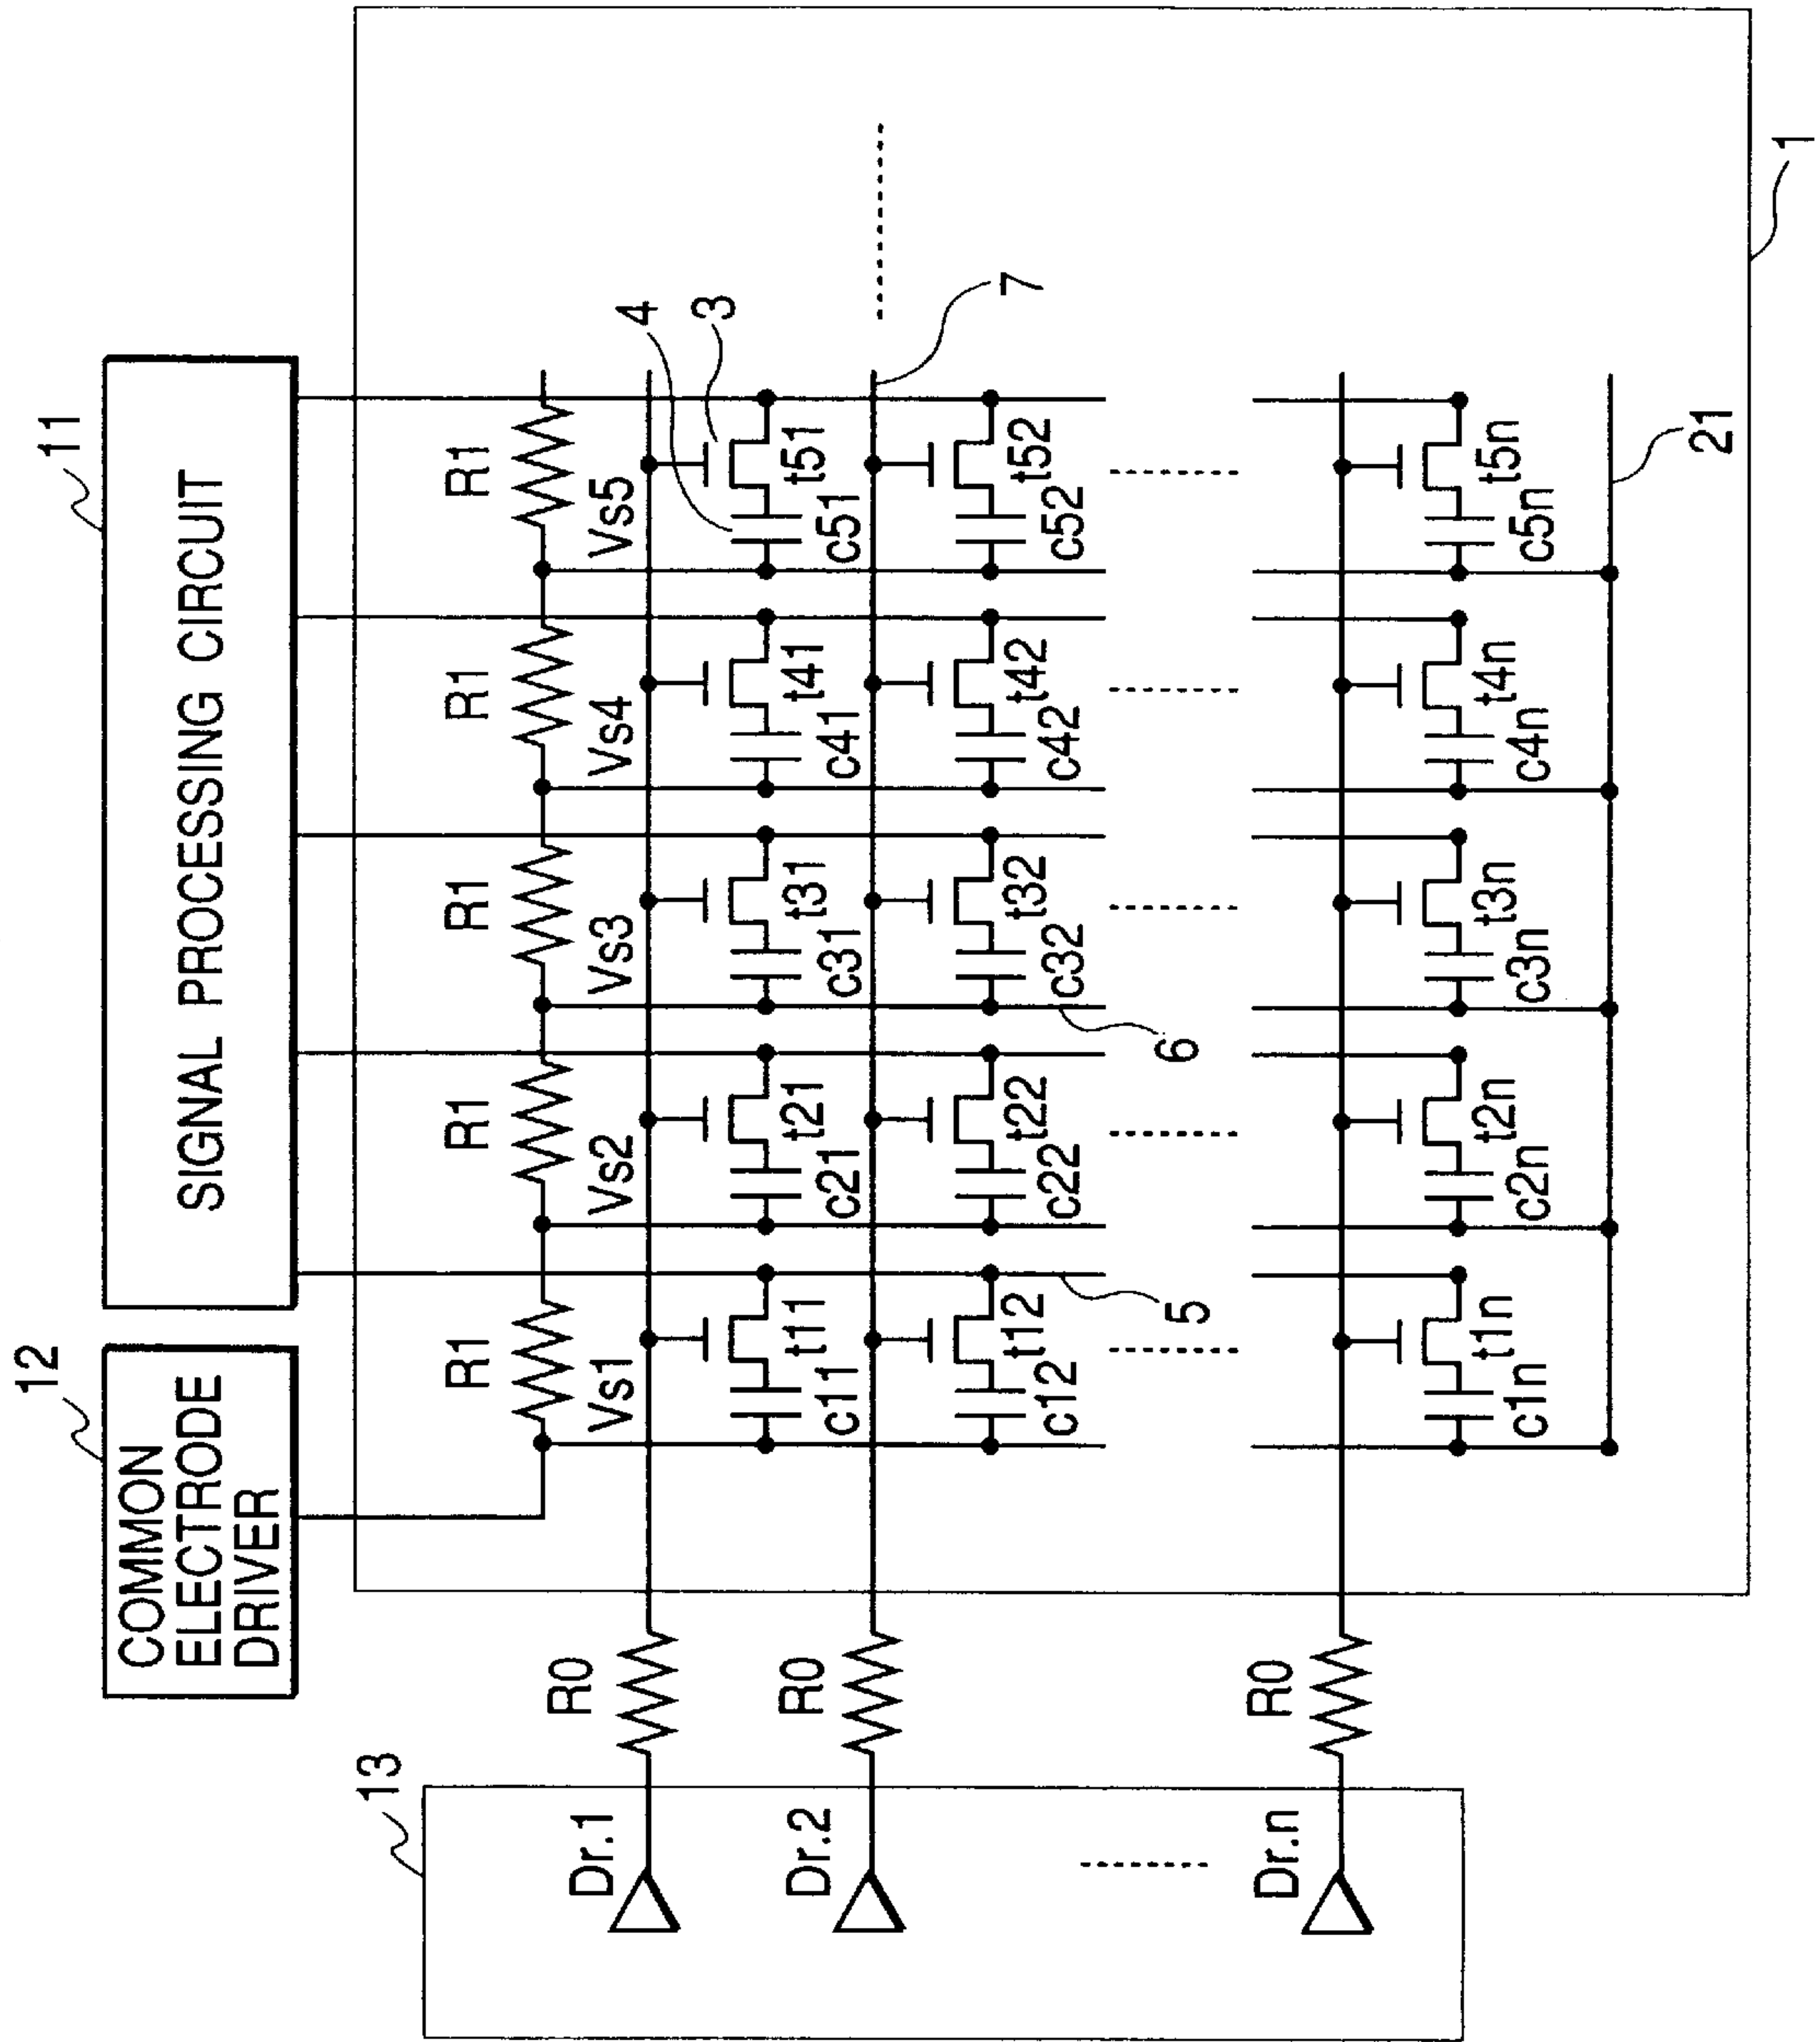 11
12
SIGNAL PROCESSING CIRCUIT
COMMON
ELECTRODE
DRIVER
R1 R1 R1 R1 R1
Vs1 Vs2 Vs3 Vs4 Vs5
4
3
13
Dr.1
R0
t11 t21 t31 t41 t51
c11 c21 c31 c41 c51
7
Dr.2
R0
t12 t22 t32 t42 t52
c12 c22 c32 c42 c52
5
6
Dr.n
R0
t1n t2n t3n t4n t5n
c1n c2n c3n c4n c5n
21
1